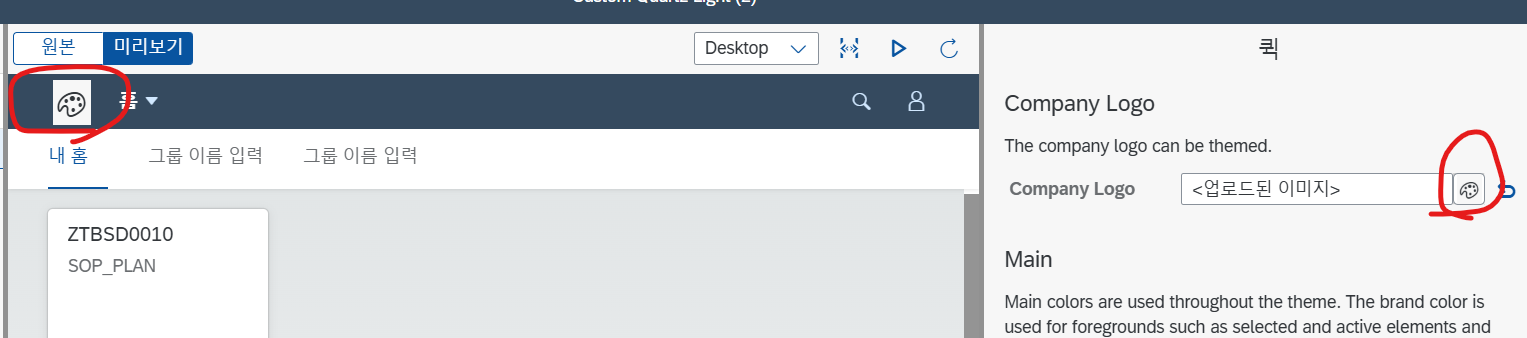 Custom Quartz Light (2)
원본 미리보기 Desktop
퀵
홈
Company Logo
The company logo can be themed.
내 홈 그룹 이름 입력 그룹 이름 입력
Company Logo <업로드된 이미지>
ZTBSD0010
SOP_PLAN
Main
Main colors are used throughout the theme. The brand color is
used for foregrounds such as selected and active elements and